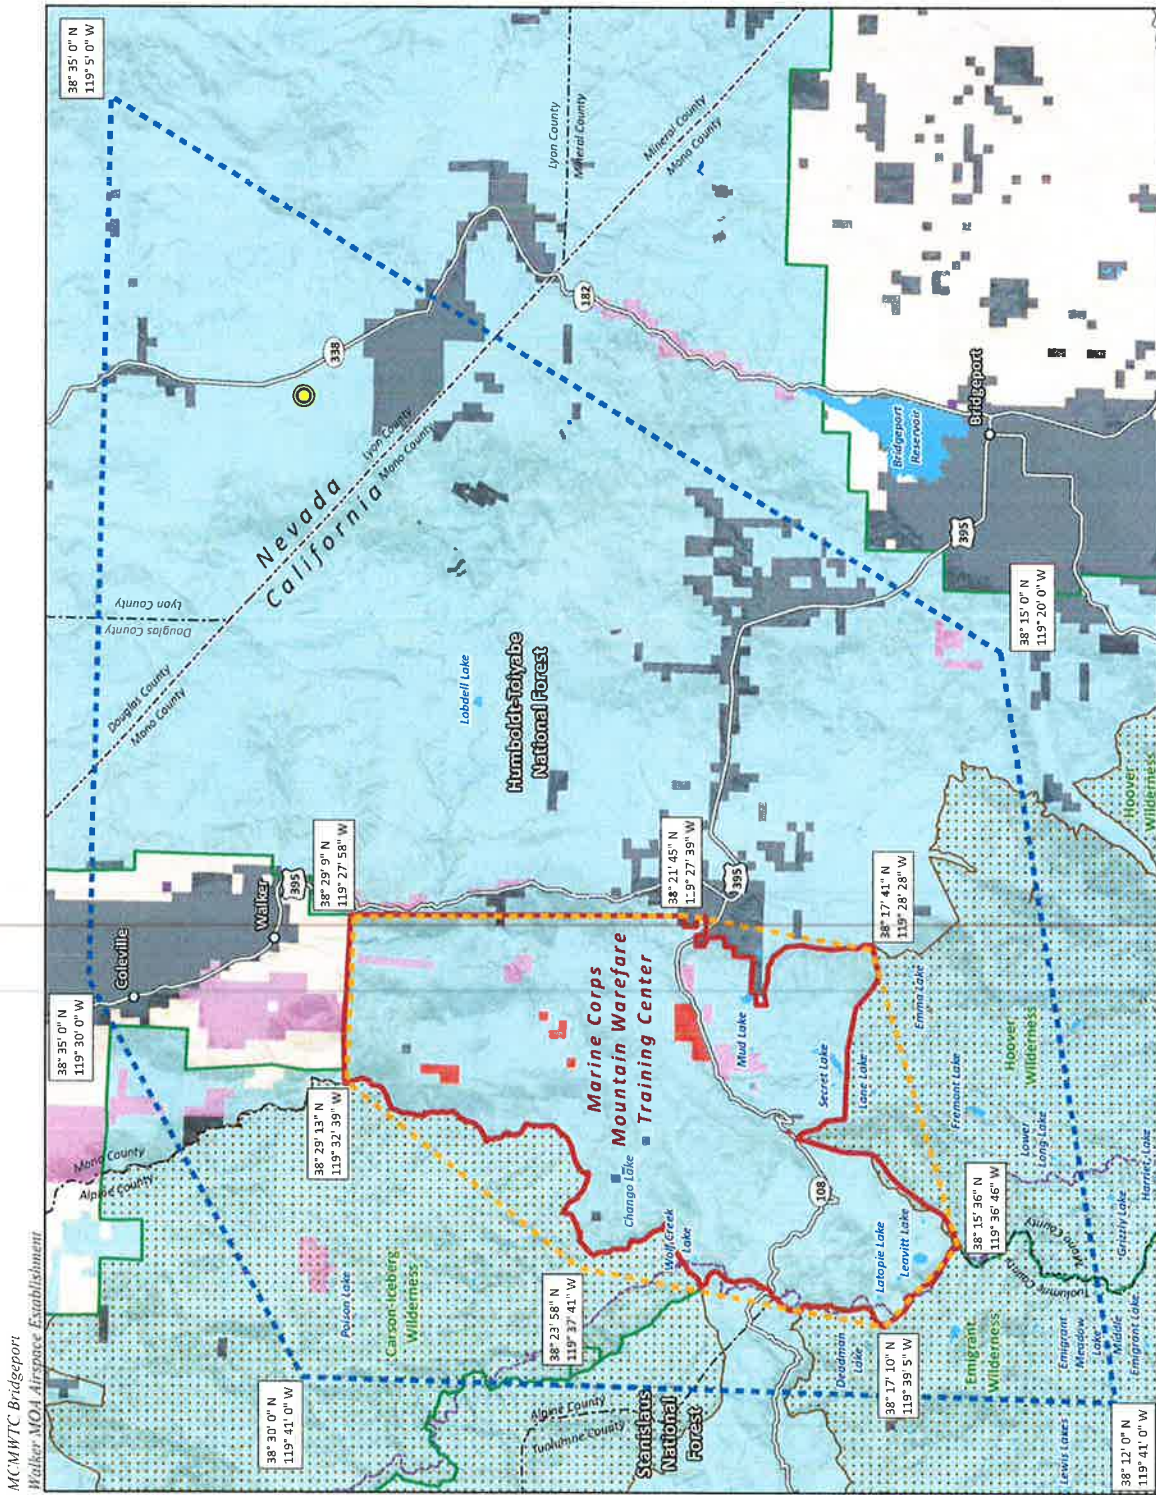 MCMWTC Bridgeport
Walker MOA Airspace Establishment
38° 35' 0" N
119° 5' 0" W
Lyon County
Mineral County
Mineral County
Mono County
338
182
Nevada
California
Lyon County
Mono County
Bridgeport
Reservoir
Bridgeport
395
Lyon County
Douglas County
Douglas County
Mono County
38° 15' 0" N
119° 20' 0" W
Lobdell Lake
Humboldt-Toiyabe
National Forest
Hoover
Wilderness
Coleville
Walker
395
38° 29' 9" N
119° 27' 58" W
38° 21' 45" N
119° 27' 39" W
395
38° 17' 41" N
119° 28' 28" W
38° 35' 0" N
119° 30' 0" W
Marine Corps
Mountain Warefare
Training Center
Mud Lake
Secret Lake
Lane Lake
Emma Lake
Fremont Lake
Hoover
Wilderness
Lower
Long Lake
Harriet Lake
38° 29' 13" N
119° 32' 39" W
Mono County
Alpine County
Chango Lake
Wolf Creek
Lake
108
Latopie Lake
Leavitt Lake
38° 15' 36" N
119° 36' 46" W
Mono County
Tuolumne County
Grizzly Lake
Poison Lake
Carson-Iceberg
Wilderness
38° 23' 58" N
119° 37' 41" W
Deadman
Lake
38° 17' 10" N
119° 39' 5" W
Emigrant
Wilderness
Emigrant
Meadow
Lake
Middle
Emigrant Lake
38° 30' 0" N
119° 41' 0" W
Alpine County
Tuolumne County
Stanislaus
National
Forest
Lewis Lakes
38° 12' 0" N
119° 41' 0" W